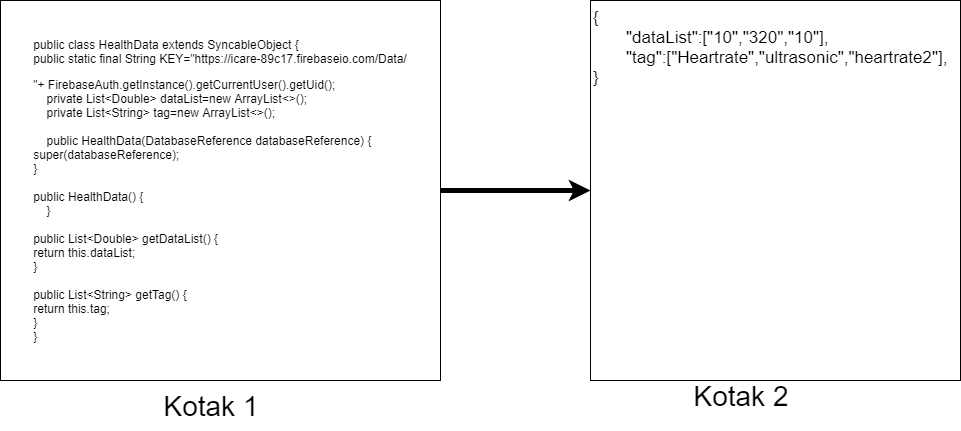 public class HealthData extends SyncableObject {
public static final String KEY="https://icare-89c17.firebaseio.com/Data/
"+ FirebaseAuth.getInstance().getCurrentUser().getUid();
private List<Double> dataList=new ArrayList<>();
private List<String> tag=new ArrayList<>();
public HealthData(DatabaseReference databaseReference) {
super(databaseReference);
}
public HealthData() {
}
public List<Double> getDataList() {
return this.dataList;
}
public List<String> getTag() {
return this.tag;
}
}
Kotak 1
{
"dataList":["10","320","10"],
"tag":["Heartrate","ultrasonic","heartrate2"],
}
Kotak 2